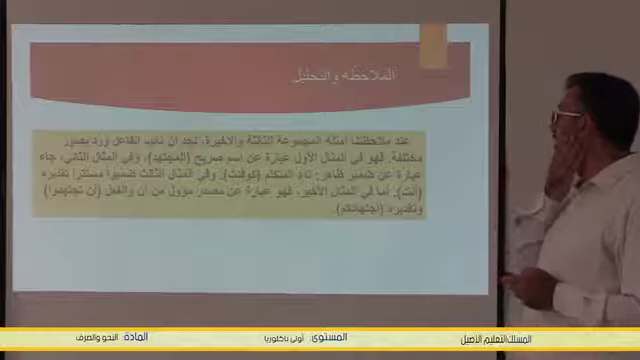 الملاحظة والتحليل
عند ملاحظتنا أمثلة المجموعة الثالثة والأخيرة، نجد أن نائب الفاعل ورد بصور
مختلفة. فهو في المثال الأول عبارة عن اسم صريح (المجتهد)، وفي المثال الثاني، جاء
عبارة عن ضمير ظاهر: تاء المتكلم (كوفئت). وفي المثال الثالث ضميرا مستترا تقديره
(أنت). أما في المثال الأخير، فهو عبارة عن مصدر مؤول من أن والفعل (أن تجتهدوا)
وتقديره (اجتهادكم).
المسلك: التعليم الأصيل
المستوى: أولى باكلوريا
المادة: النحو والصرف